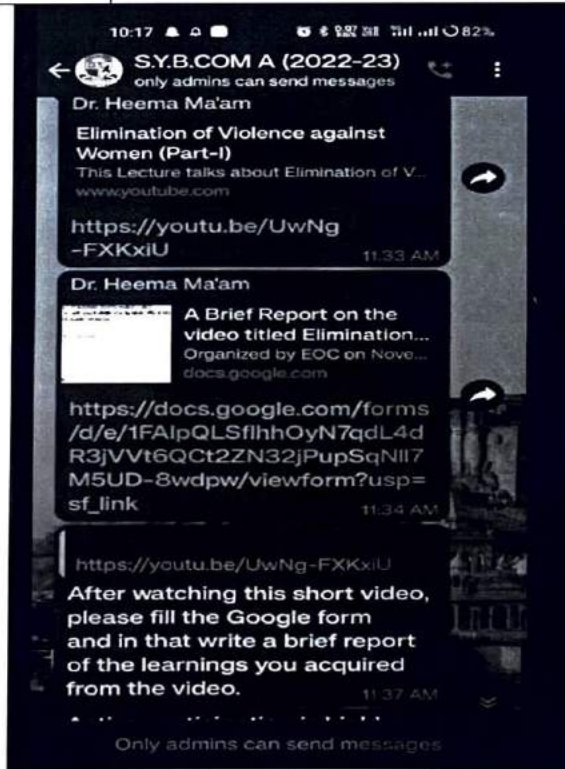 10:17 82%
S.Y.B.COM A (2022-23)
only admins can send messages
Dr. Heema Ma'am
Elimination of Violence against
Women (Part-I)
This Lecture talks about Elimination of V...
www.youtube.com
https://youtu.be/UwNg
-FXKxiU
11:33 AM
Dr. Heema Ma'am
A Brief Report on the
video titled Elimination...
Organized by EOC on Nove...
docs.google.com
https://docs.google.com/forms
/d/e/1FAIpQLSflhhOyN7qdL4d
R3jVVt6QCt2ZN32jPupSqNII7
M5UD-8wdpw/viewform?usp=
sf_link
11:34 AM
https://youtu.be/UwNg-FXKxiU
After watching this short video,
please fill the Google form
and in that write a brief report
of the learnings you acquired
from the video.
11:37 AM
Only admins can send messages